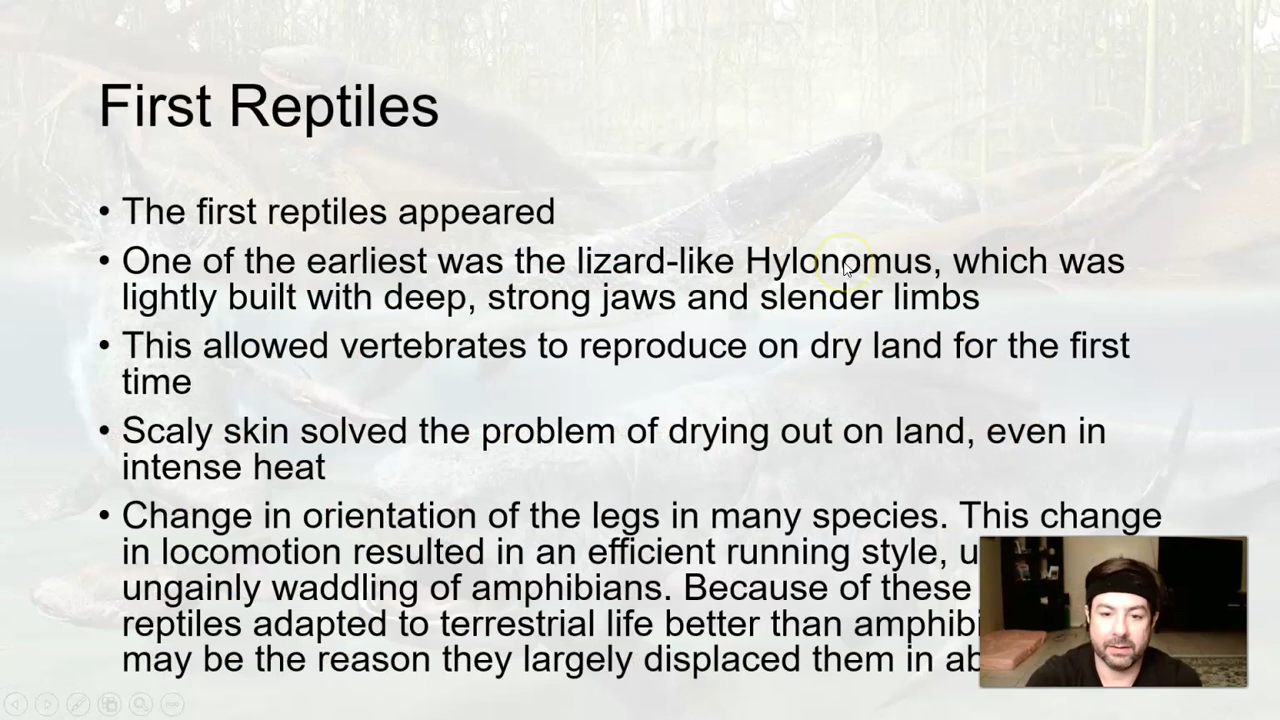 First Reptiles
• The first reptiles appeared
• One of the earliest was the lizard-like Hylonomus, which was
lightly built with deep, strong jaws and slender limbs
• This allowed vertebrates to reproduce on dry land for the first
time
• Scaly skin solved the problem of drying out on land, even in
intense heat
• Change in orientation of the legs in many species. This change
in locomotion resulted in an efficient running style,
ungainly waddling of amphibians. Because of these
reptiles adapted to terrestrial life better than
may be the reason they largely displaced them in